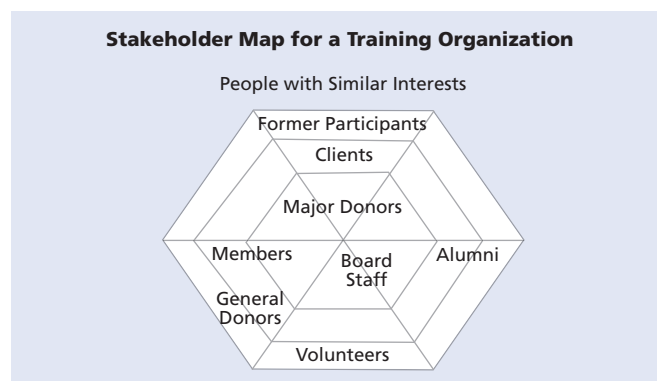 Stakeholder Map for a Training Organization
People with Similar Interests
Former Participants
Clients
Major Donors
Members
Board
Staff
Alumni
General
Donors
Volunteers